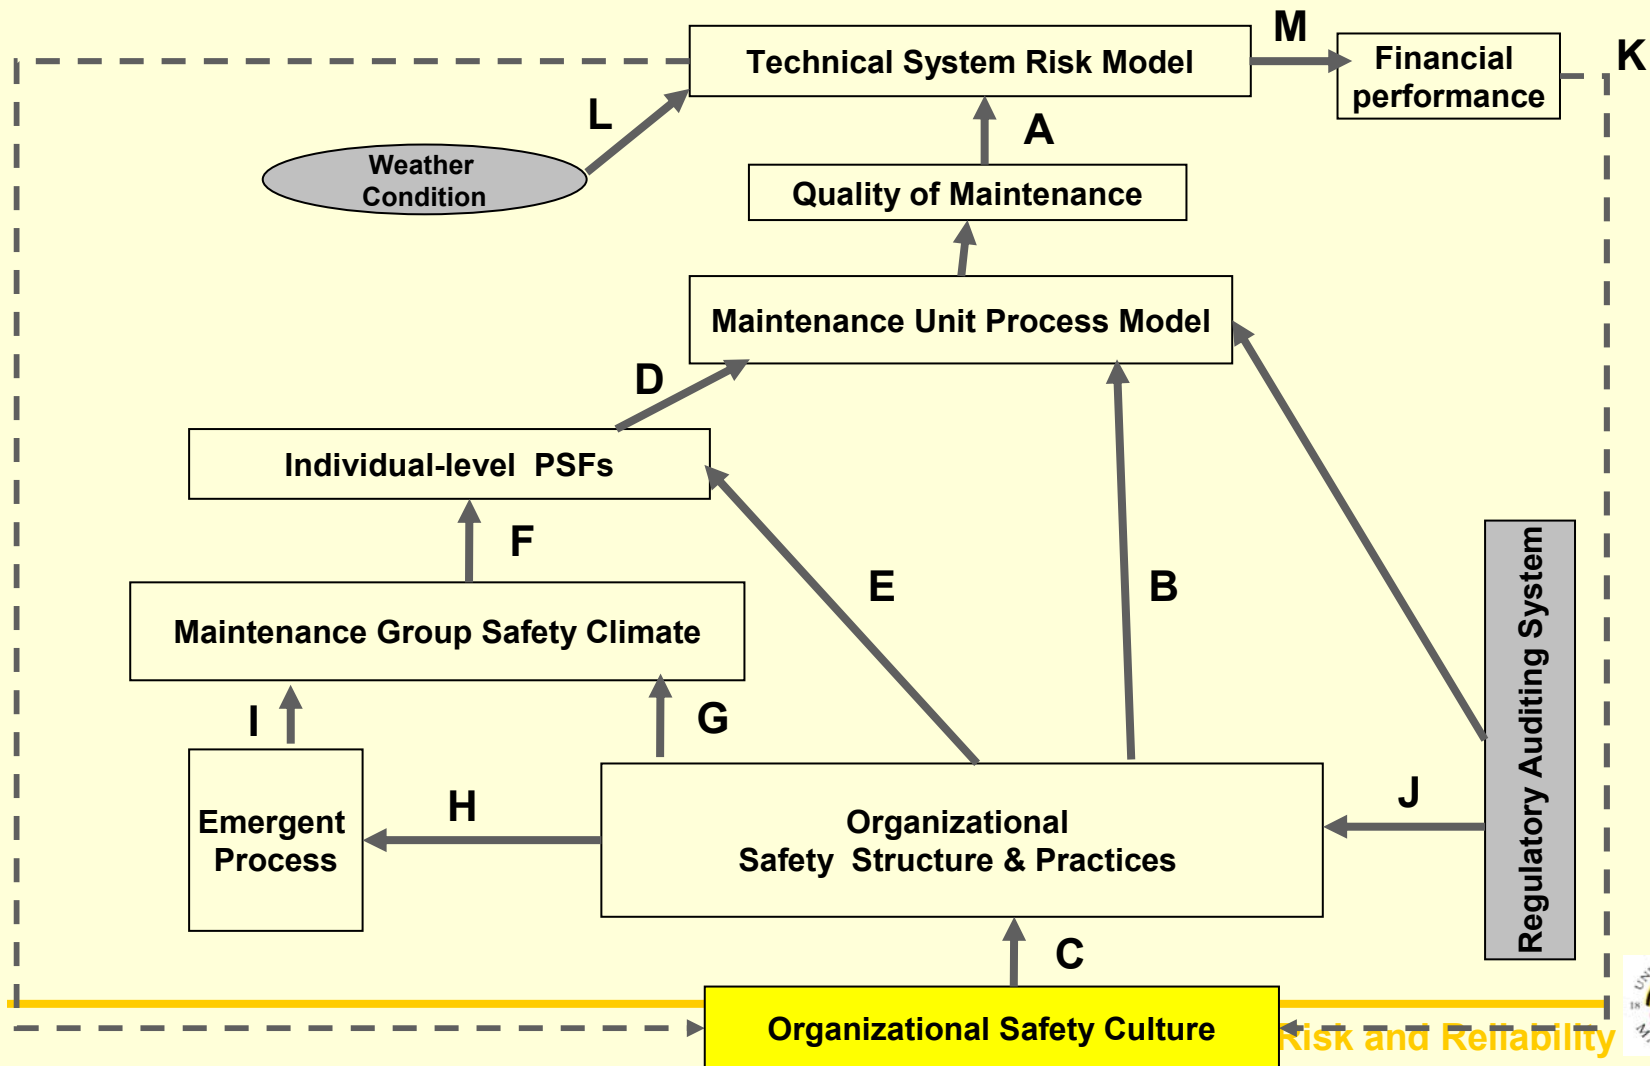 M
K
Technical System Risk Model
Financial
performance
L
A
Weather
Condition
Quality of Maintenance
Maintenance Unit Process Model
D
Individual-level PSFs
F
E
B
Maintenance Group Safety Climate
Regulatory Auditing System
I
G
H
J
Emergent
Process
Organizational
Safety Structure & Practices
C
Organizational Safety Culture
Risk and Reliability
18